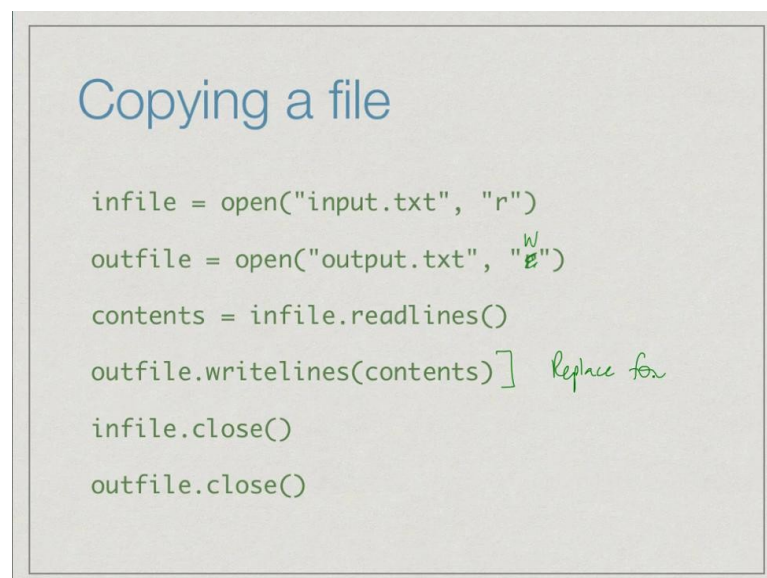 Copying a file
infile = open("input.txt", "r")
W
outfile = open("output.txt", "r")
contents = infile.readlines()
outfile.writelines(contents) ] Replace for
infile.close()
outfile.close()